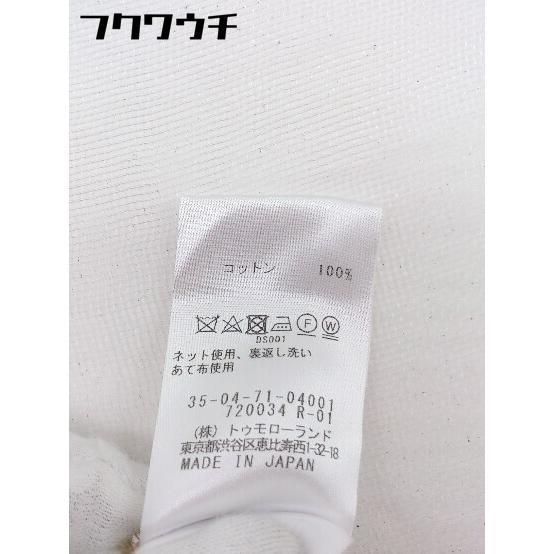 フクワウチ
コットン 100%
F W
DS001
ネット使用、裏返し洗い
あて布使用
35-04-71-04001
720034 R-01
(株) トゥモローランド
東京都渋谷区恵比寿西1-32-18
MADE IN JAPAN